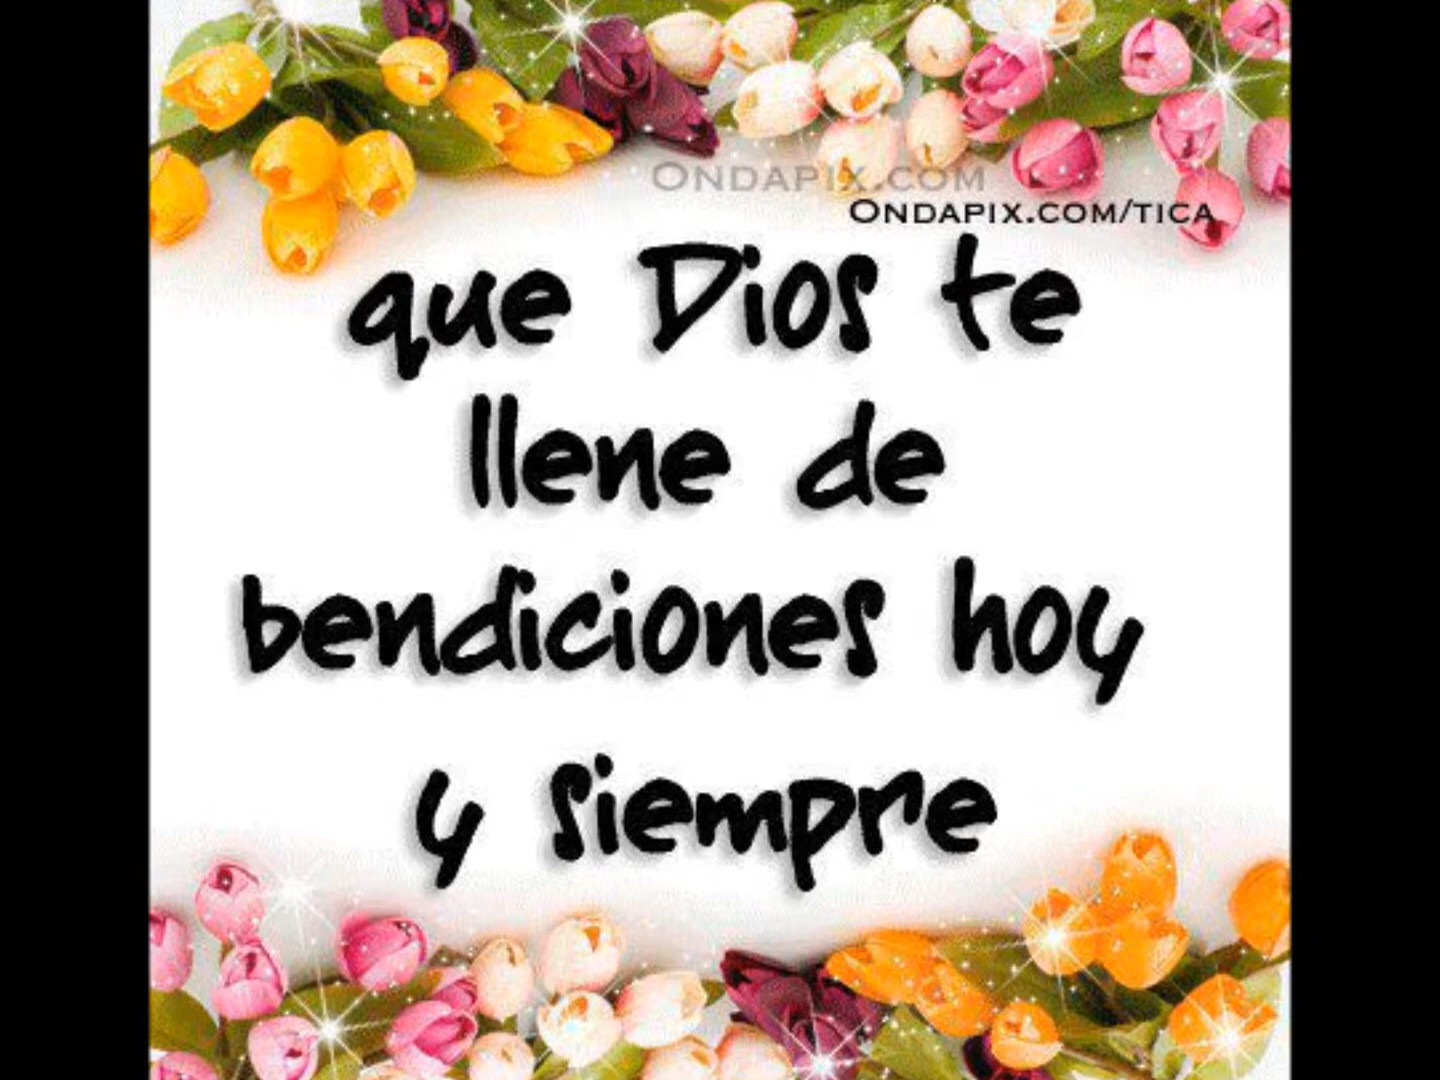 ONDAPIX.COM
ONDAPIX.COM/TICA
que Dios te
llene de
bendiciones hoy
y siempre